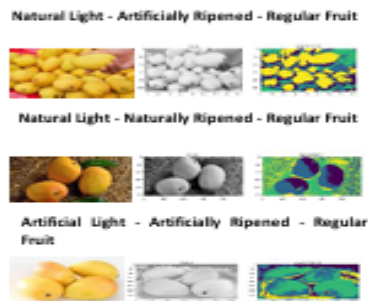 Natural Light - Artificially Ripened - Regular Fruit
Natural Light - Naturally Ripened - Regular Fruit
Artificial Light - Artificially Ripened - Regular
Fruit